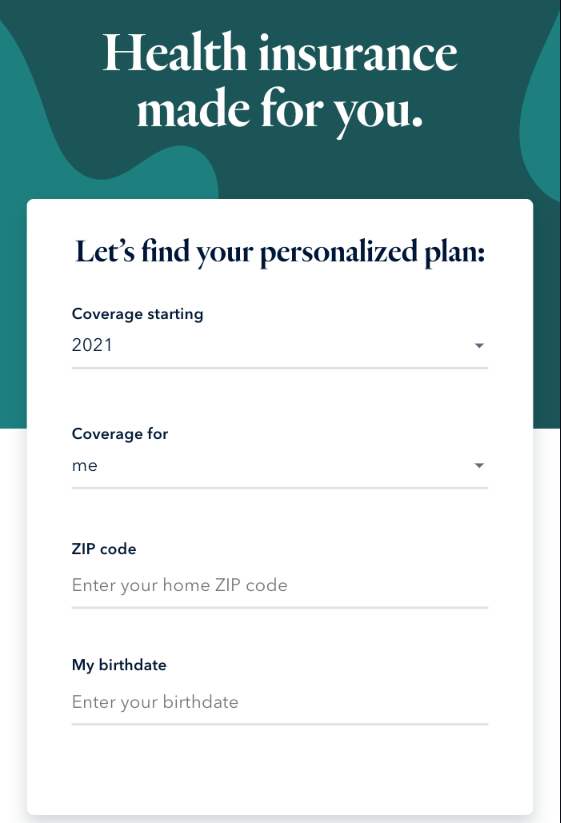 Health insurance
made for you.
Let’s find your personalized plan:
Coverage starting
2021
Coverage for
me
ZIP code
Enter your home ZIP code
My birthdate
Enter your birthdate